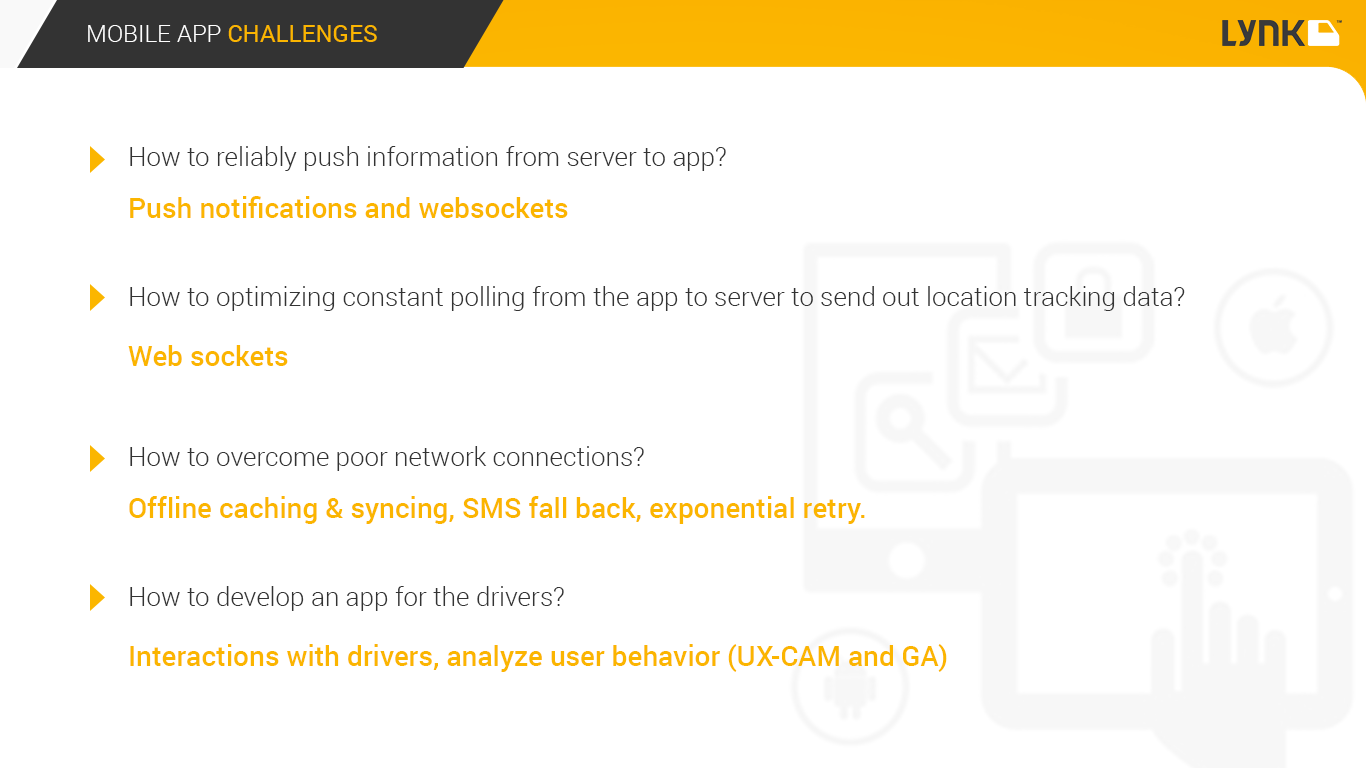 MOBILE APP CHALLENGES
LYNK™
How to reliably push information from server to app?
Push notifications and websockets
How to optimizing constant polling from the app to server to send out location tracking data?
Web sockets
How to overcome poor network connections?
Offline caching & syncing, SMS fall back, exponential retry.
How to develop an app for the drivers?
Interactions with drivers, analyze user behavior (UX-CAM and GA)